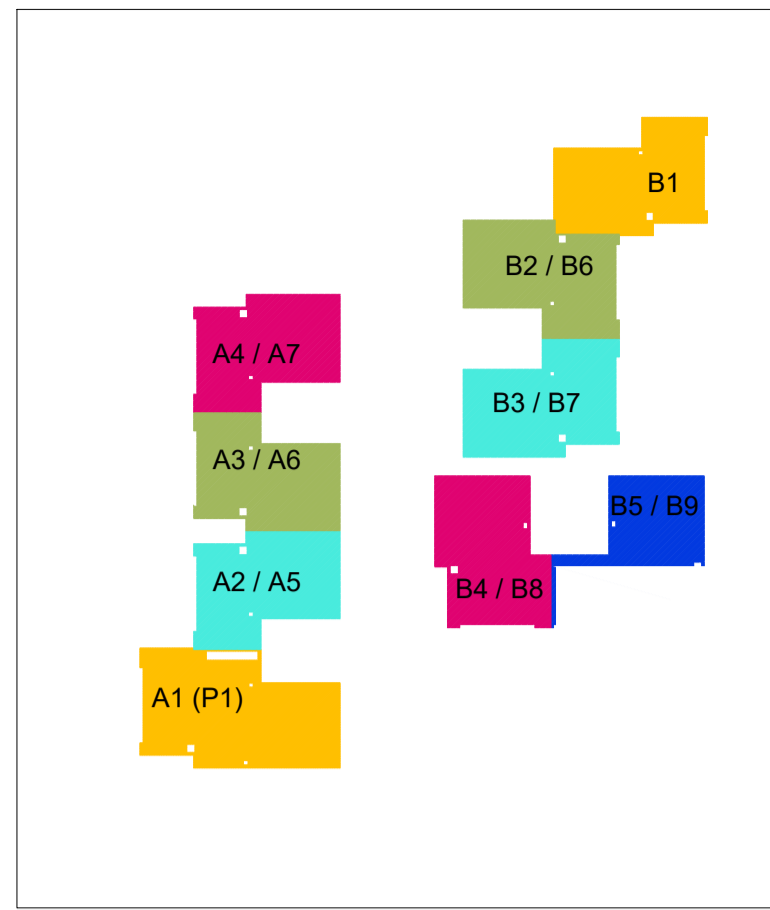 B1
B2 / B6
A4 / A7
B3 / B7
A3 / A6
B5 / B9
A2 / A5
B4 / B8
A1 (P1)